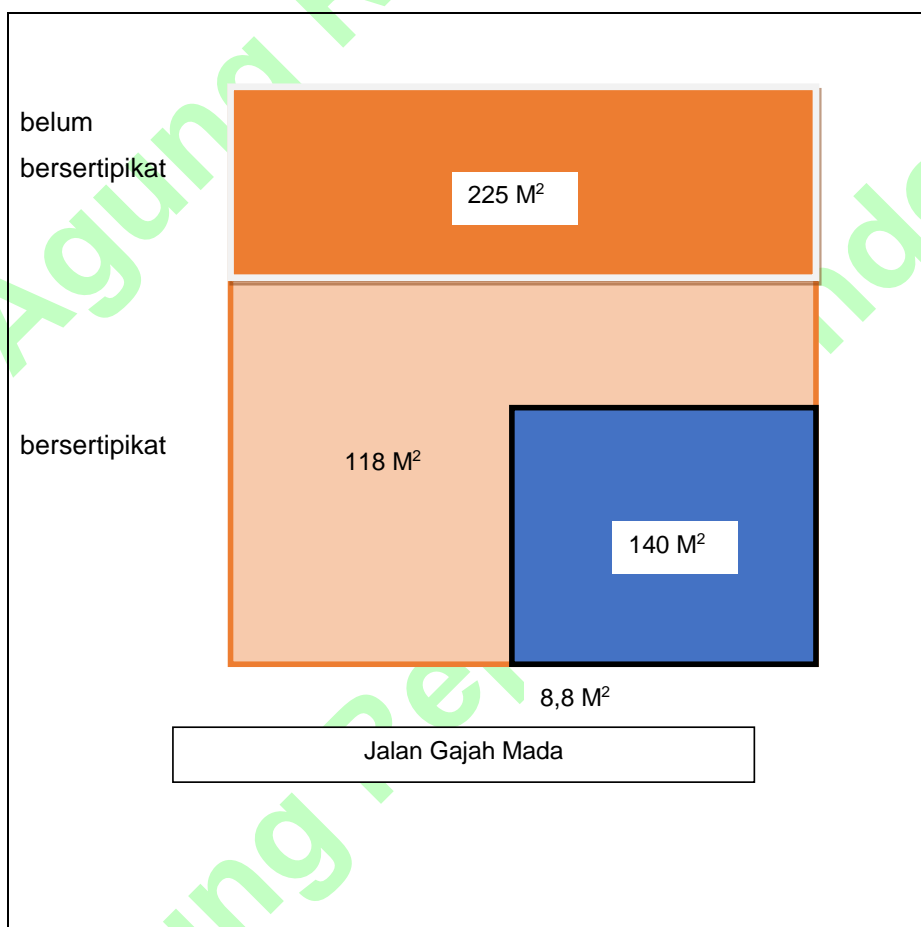 belum
bersertipikat
225 M²
bersertipikat
118 M²
140 M²
8,8 M²
Jalan Gajah Mada